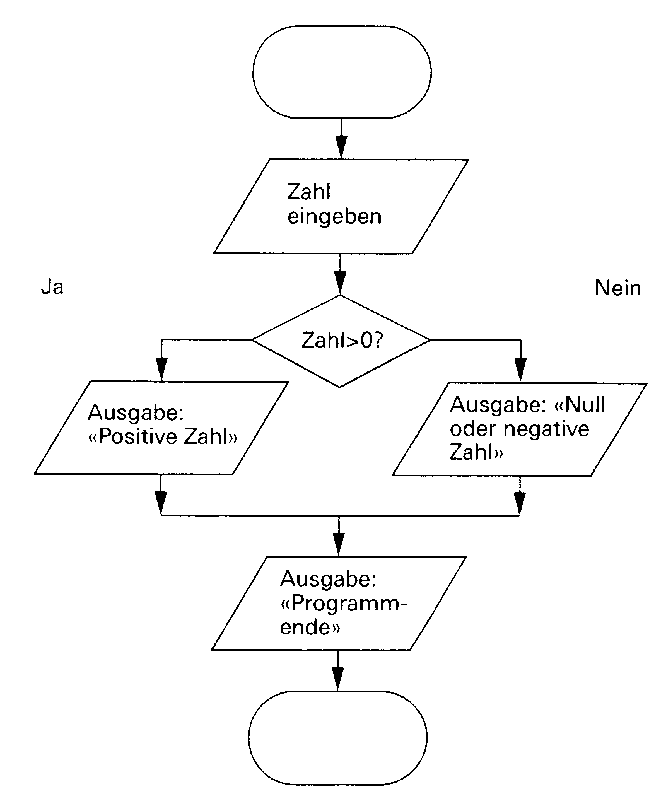 Zahl
eingeben
Ja
Nein
Zahl>0?
Ausgabe:
«Positive Zahl»
Ausgabe: «Null
oder negative
Zahl»
Ausgabe:
«Programm-
ende»